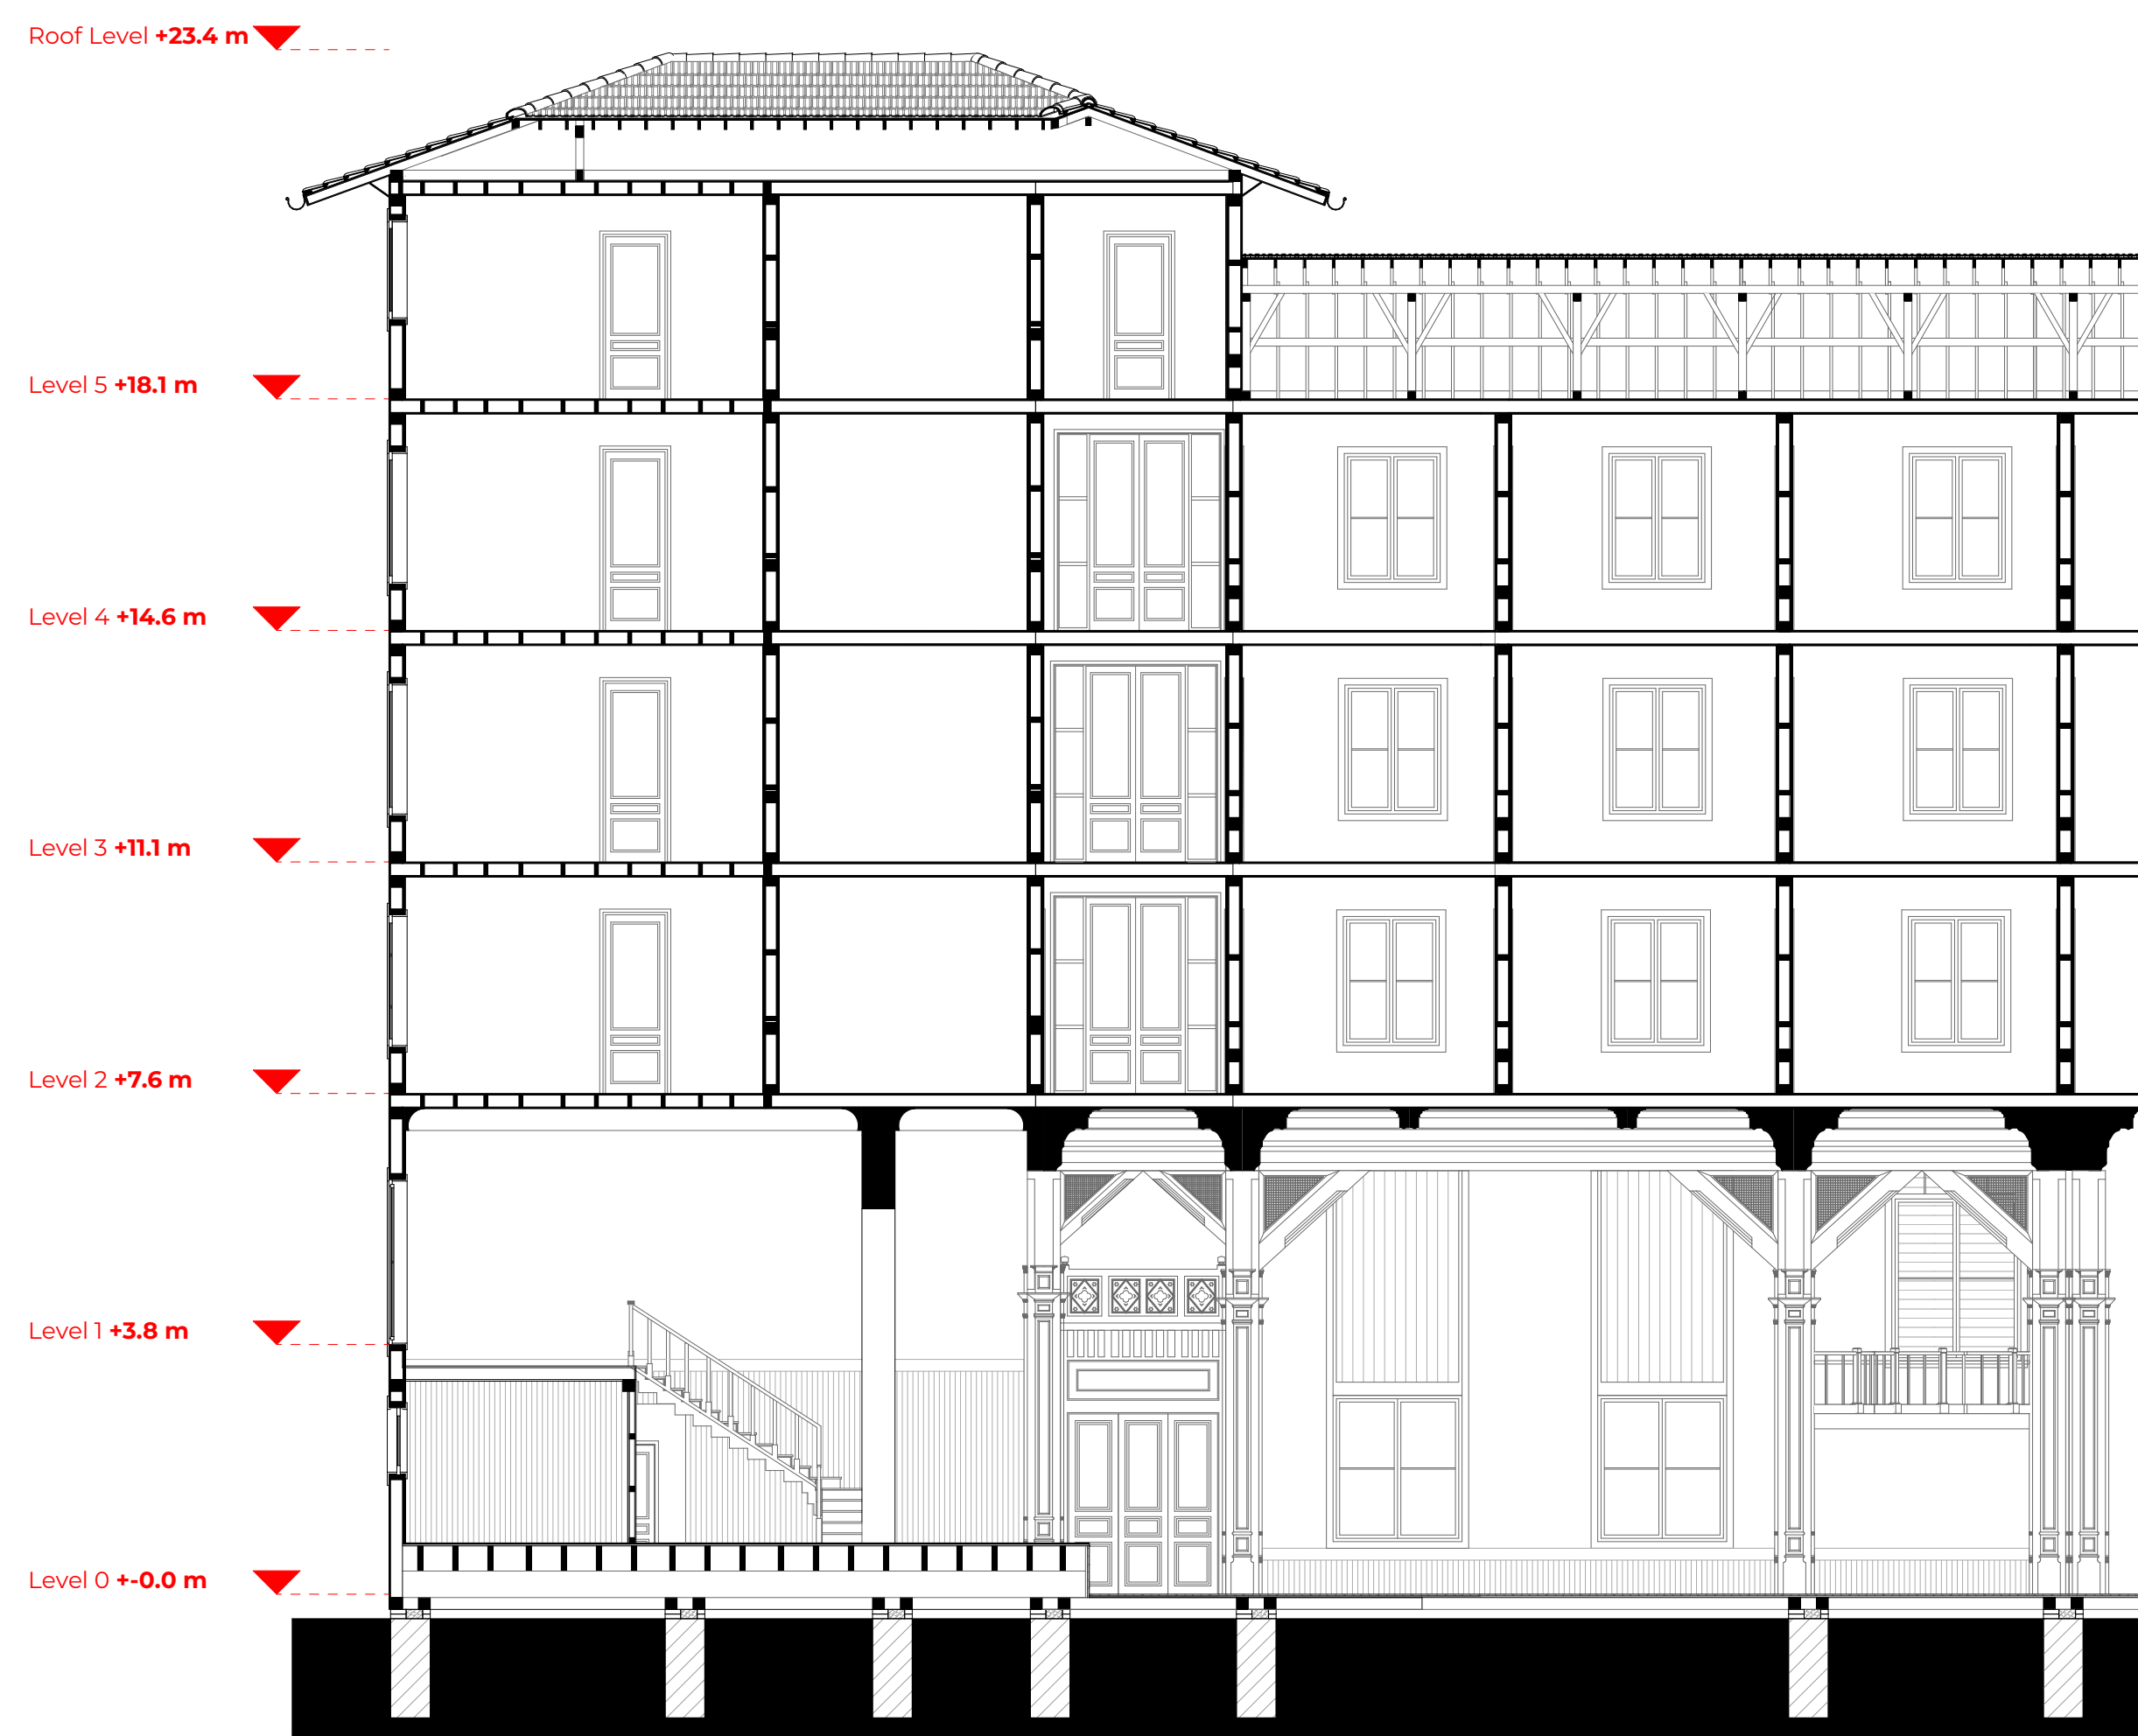 Roof Level +23.4 m
Level 5 +18.1 m
Level 4 +14.6 m
Level 3 +11.1 m
Level 2 +7.6 m
Level 1 +3.8 m
Level 0 +-0.0 m